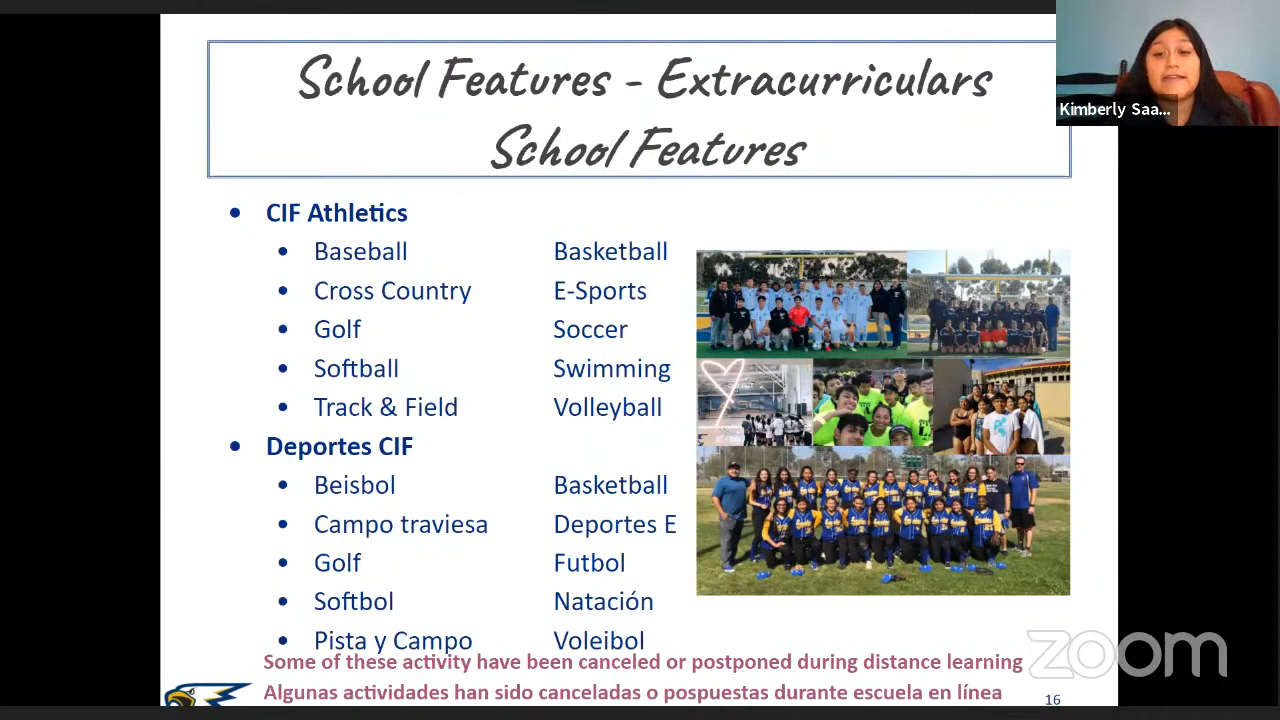 School Features - Extracurriculars
School Features
Kimberly Saa...
CIF Athletics
Baseball Basketball
Cross Country E-Sports
Golf Soccer
Softball Swimming
Track & Field Volleyball
Deportes CIF
Beisbol Basketball
Campo traviesa Deportes E
Golf Futbol
Softbol Natación
Pista y Campo Voleibol
Some of these activity have been canceled or postponed during distance learning
Algunas actividades han sido canceladas o pospuestas durante escuela en línea
zoom
16